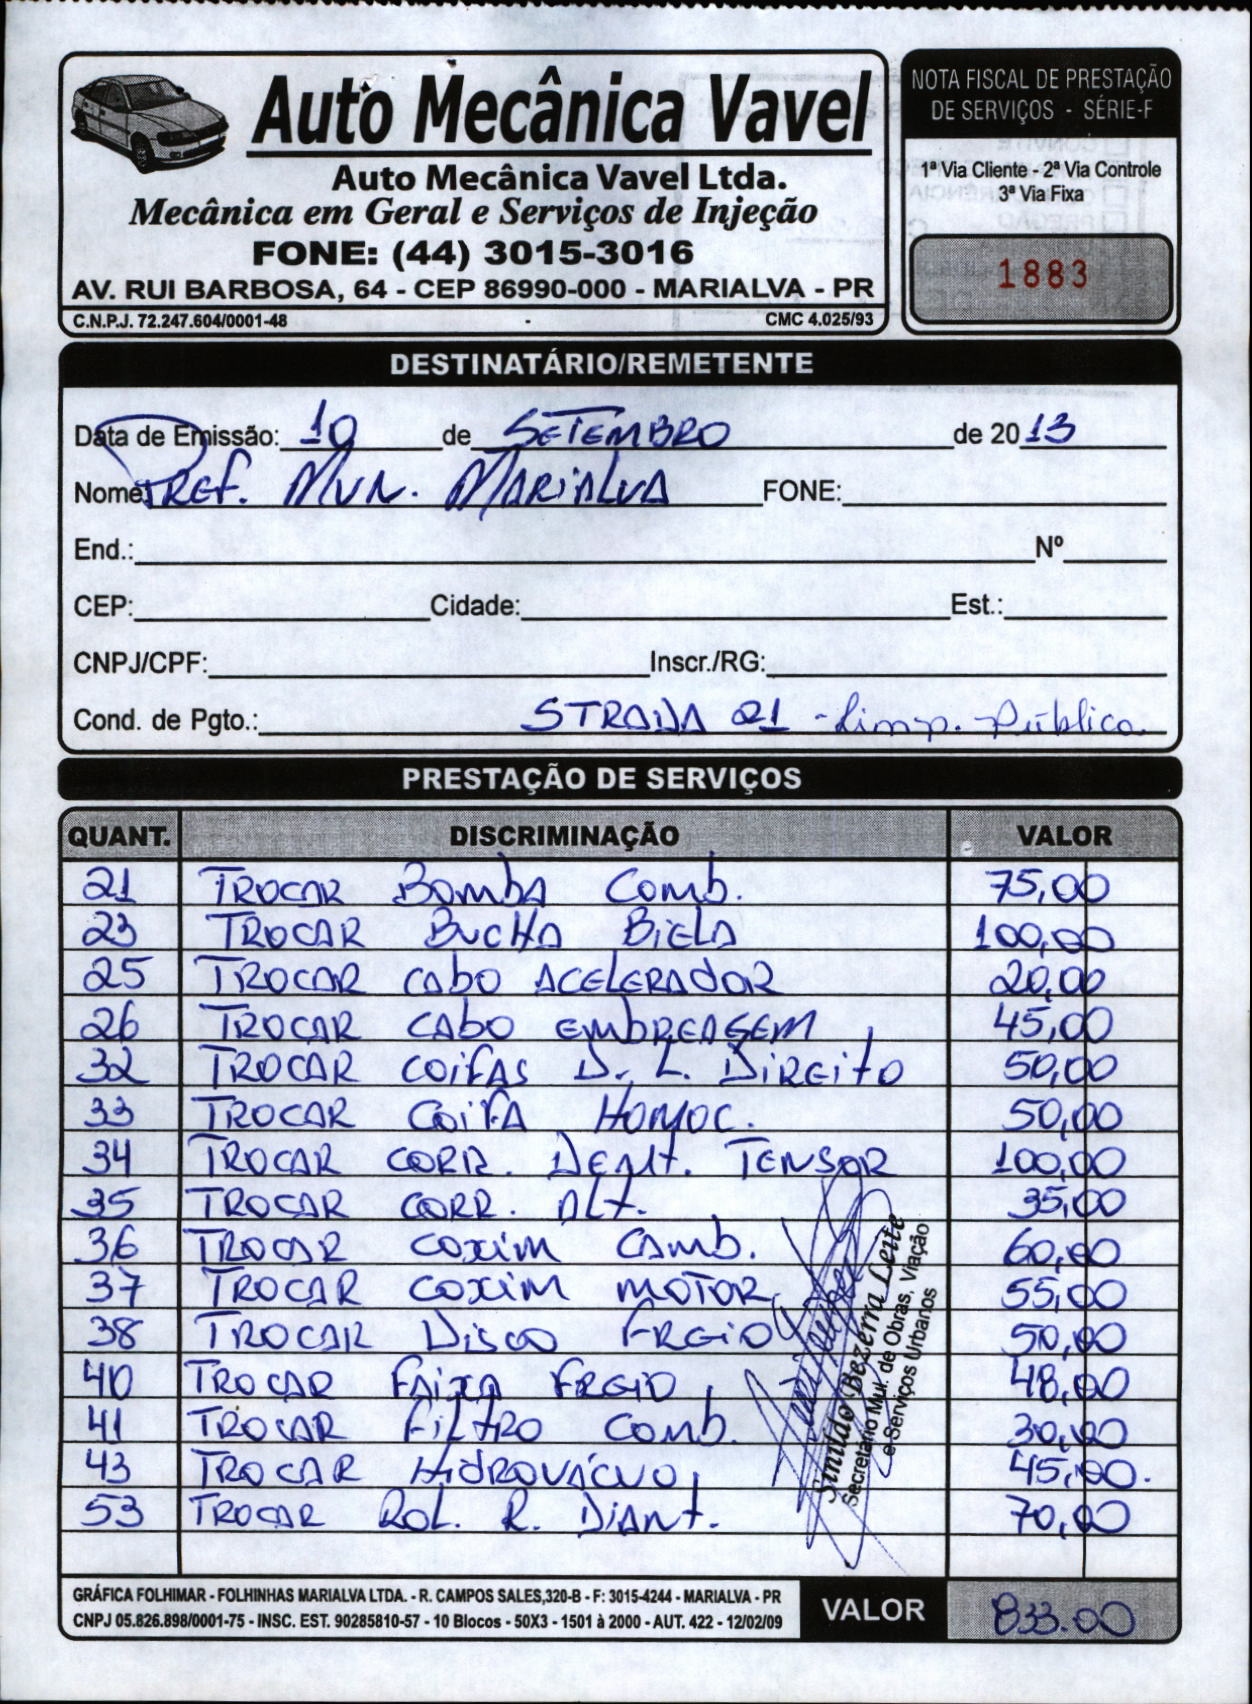 Auto Mecânica Vavel
Auto Mecânica Vavel Ltda.
Mecânica em Geral e Serviços de Injeção
FONE: (44) 3015-3016
AV. RUI BARBOSA, 64 - CEP 86990-000 - MARIALVA - PR
C.N.P.J. 72.247.604/0001-48 CMC 4.025/93
NOTA FISCAL DE PRESTAÇÃO
DE SERVIÇOS - SÉRIE-F
1ª Via Cliente - 2ª Via Controle
3ª Via Fixa
1883
DESTINATÁRIO/REMETENTE
Data de Emissão: 10 de SETEMBRO de 2013
Nome: PREF. MUN. MARIALVA FONE:
End.: Nº
CEP: Cidade: Est.:
CNPJ/CPF: Inscr./RG:
Cond. de Pgto.: STRADA 21 - Limp. Pública
PRESTAÇÃO DE SERVIÇOS
QUANT. DISCRIMINAÇÃO VALOR
21 TROCAR BOMBA COMB. 75,00
23 TROCAR BUCHA BIELA 100,00
25 TROCAR CABO ACELERADOR 20,00
26 TROCAR CABO EMBREAGEM 45,00
32 TROCAR COIFAS D. L. DIREITO 50,00
33 TROCAR COIFA HOMOC. 50,00
34 TROCAR CORR. DENT. TENSOR 100,00
35 TROCAR CORR. ALT. 35,00
36 TROCAR COXIM CAMB. 60,00
37 TROCAR COXIM MOTOR 55,00
38 TROCAR DISCO FREIO 50,00
40 TROCAR FAIXA FREIO 48,00
41 TROCAR FILTRO COMB. 30,00
43 TROCAR HIDROVÁCUO 45,00
53 TROCAR ROL. R. DIANT. 70,00
Sinildo Bezerra Leite
Secretário Mun. de Obras, Viação
e Serviços Urbanos
GRÁFICA FOLHIMAR - FOLHINHAS MARIALVA LTDA. - R. CAMPOS SALES,320-B - F: 3015-4244 - MARIALVA - PR
CNPJ 05.826.898/0001-75 - INSC. EST. 90285810-57 - 10 Blocos - 50X3 - 1501 à 2000 - AUT. 422 - 12/02/09
VALOR 833.00